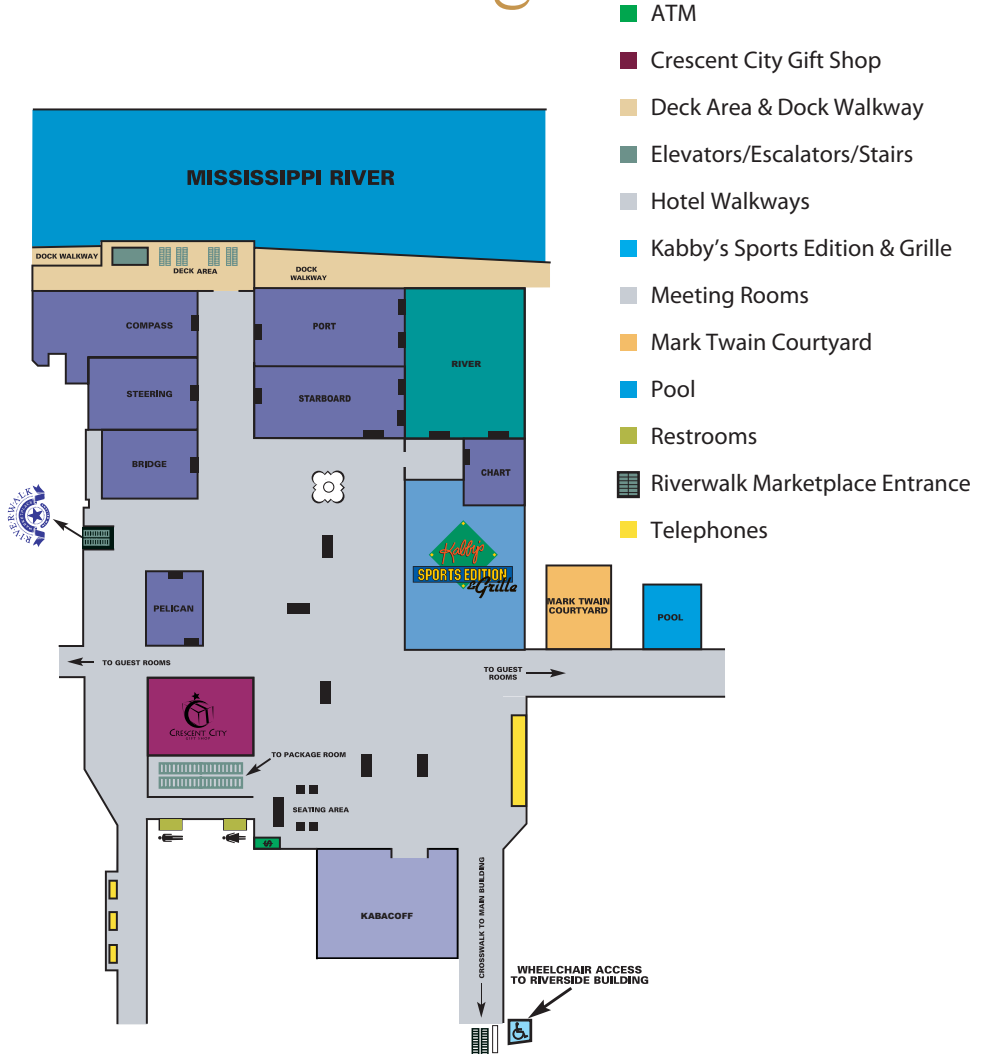 ATM
Crescent City Gift Shop
Deck Area & Dock Walkway
Elevators/Escalators/Stairs
Hotel Walkways
Kabby's Sports Edition & Grille
Meeting Rooms
Mark Twain Courtyard
Pool
Restrooms
Riverwalk Marketplace Entrance
Telephones
MISSISSIPPI RIVER
DOCK WALKWAY
DECK AREA
DOCK
WALKWAY
COMPASS
PORT
RIVER
STEERING
STARBOARD
BRIDGE
CHART
RIVERWALK
Kabby's
SPORTS EDITION
& Grille
PELICAN
MARK TWAIN
COURTYARD
POOL
TO GUEST ROOMS
TO GUEST
ROOMS
CRESCENT CITY
TO PACKAGE ROOM
SEATING AREA
$
KABACOFF
CROSSWALK TO MAIN BUILDING
WHEELCHAIR ACCESS
TO RIVERSIDE BUILDING